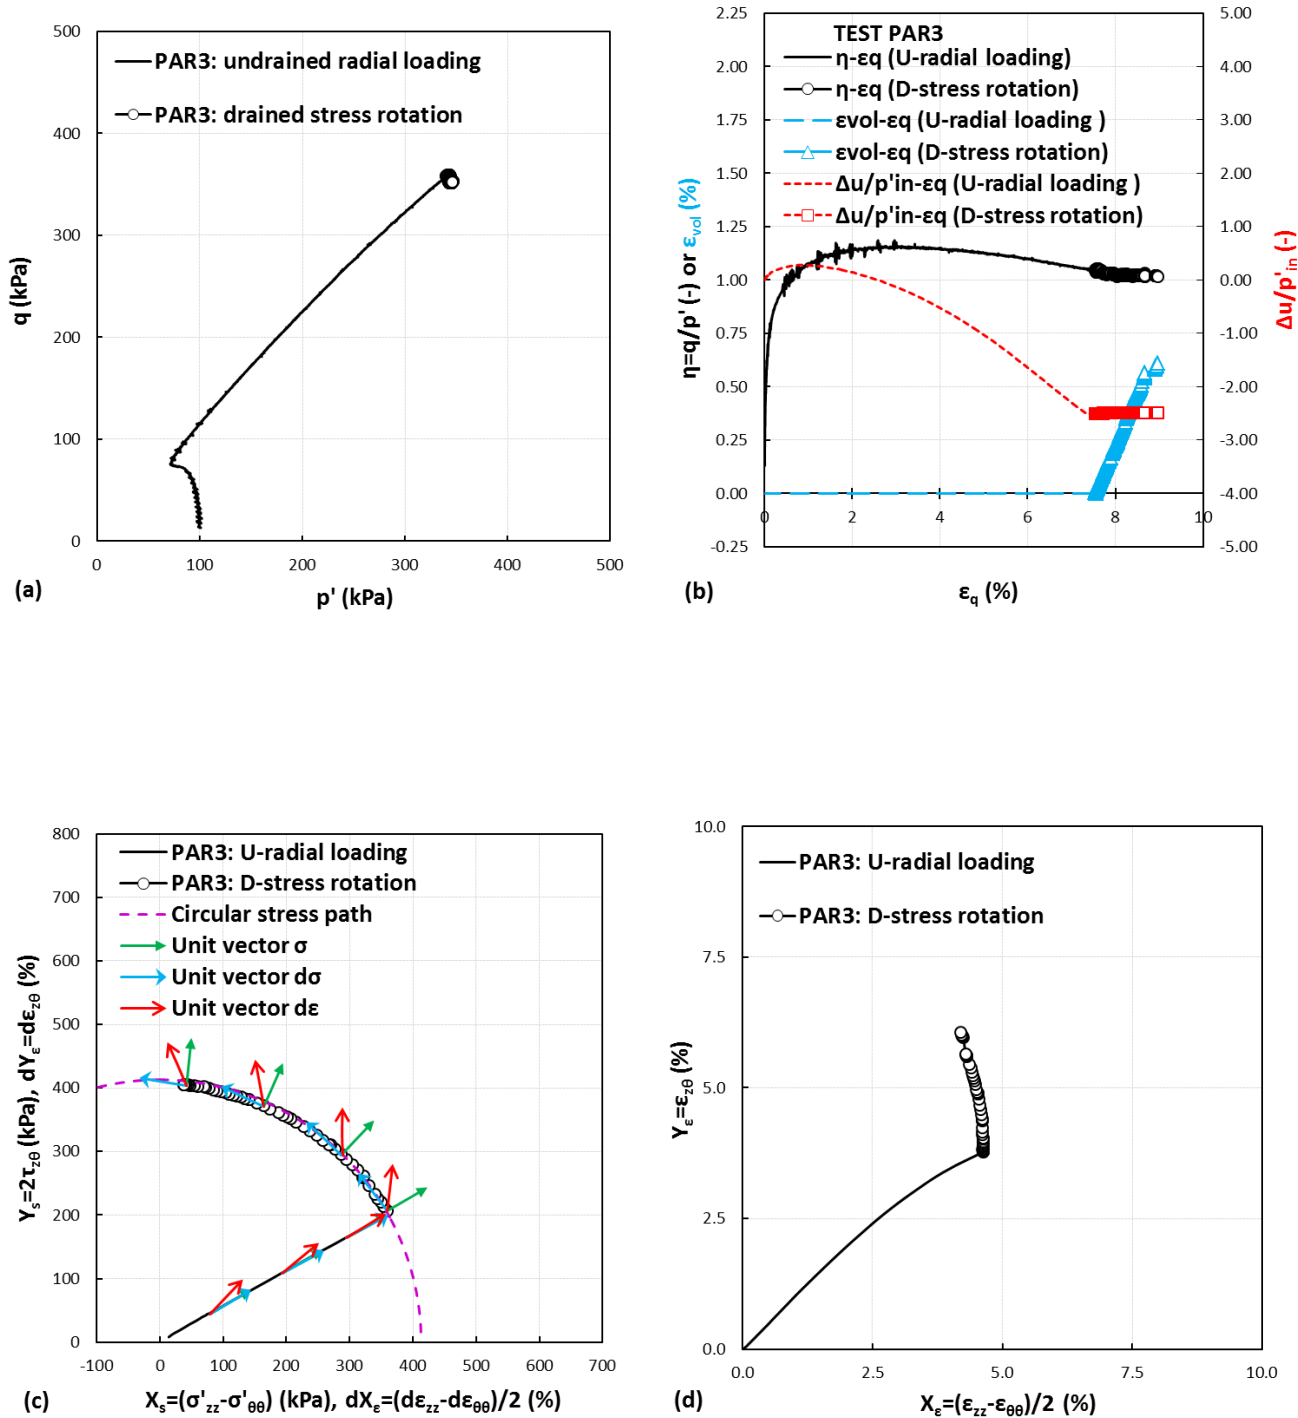 500
400
300
200
100
0
0
100
200
300
400
500
q (kPa)
p' (kPa)
PAR3: undrained radial loading
PAR3: drained stress rotation
(a)
TEST PAR3
η-εq (U-radial loading)
η-εq (D-stress rotation)
εvol-εq (U-radial loading )
εvol-εq (D-stress rotation)
Δu/p'in-εq (U-radial loading )
Δu/p'in-εq (D-stress rotation)
2.25
2.00
1.75
1.50
1.25
1.00
0.75
0.50
0.25
0.00
-0.25
5.00
4.00
3.00
2.00
1.00
0.00
-1.00
-2.00
-3.00
-4.00
-5.00
0
2
4
6
8
10
η=q/p' (-) or εvol (%)
Δu/p'in (-)
εq (%)
(b)
800
700
600
500
400
300
200
100
0
-100
0
100
200
300
400
500
600
700
PAR3: U-radial loading
PAR3: D-stress rotation
Circular stress path
Unit vector σ
Unit vector dσ
Unit vector dε
Ys=2τzθ (kPa), dYε=dεzθ (%)
Xs=(σ'zz-σ'θθ) (kPa), dXε=(dεzz-dεθθ)/2 (%)
(c)
10.0
7.5
5.0
2.5
0.0
0.0
2.5
5.0
7.5
10.0
PAR3: U-radial loading
PAR3: D-stress rotation
Yε=εzθ (%)
Xε=(εzz-εθθ)/2 (%)
(d)